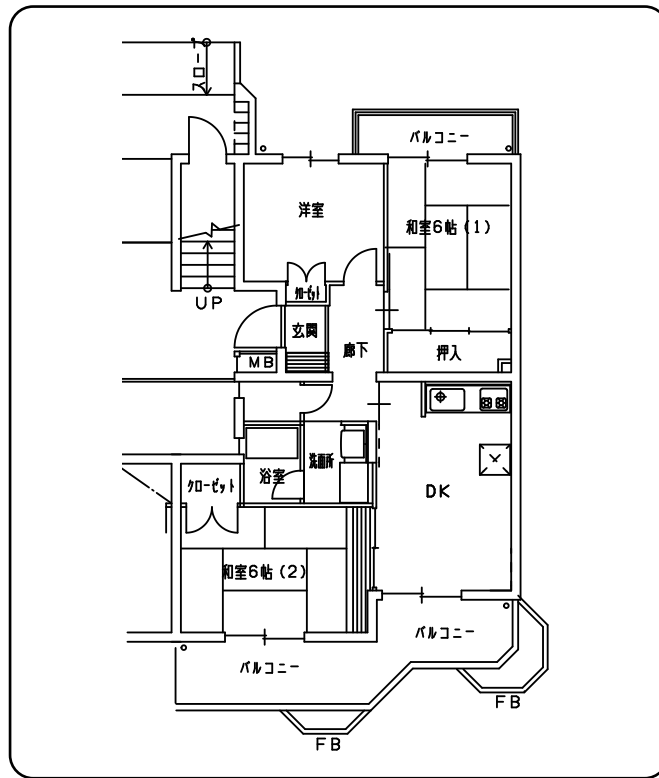 スロープ
バルコニー
洋室
和室6帖(1)
クローゼット
UP
玄関
廊下
押入
MB
浴室
洗面所
クローゼット
DK
和室6帖(2)
バルコニー
バルコニー
FB
FB